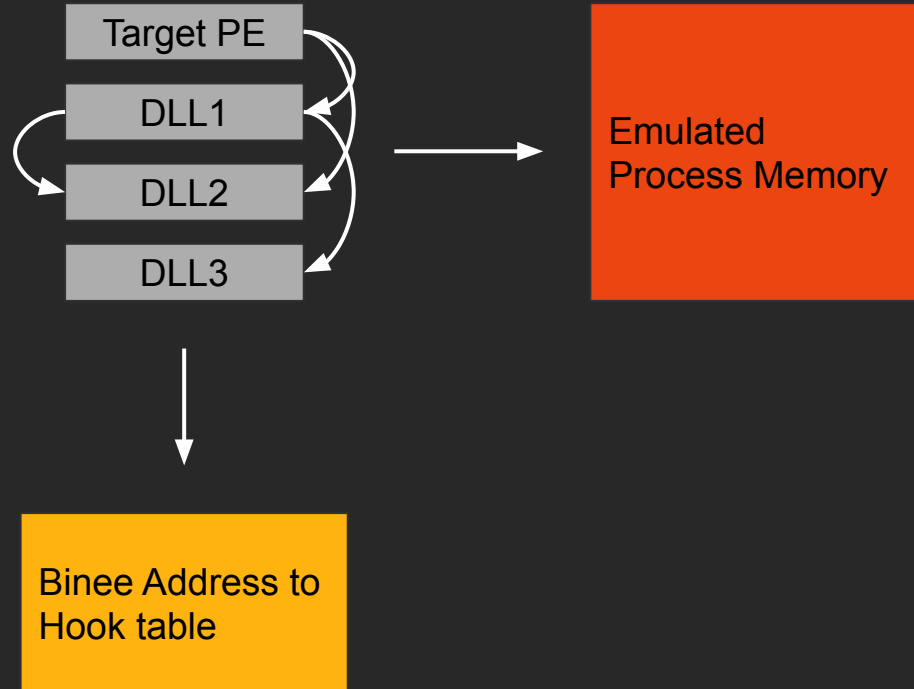 Target PE
DLL1
DLL2
DLL3
Emulated
Process Memory
Binee Address to
Hook table